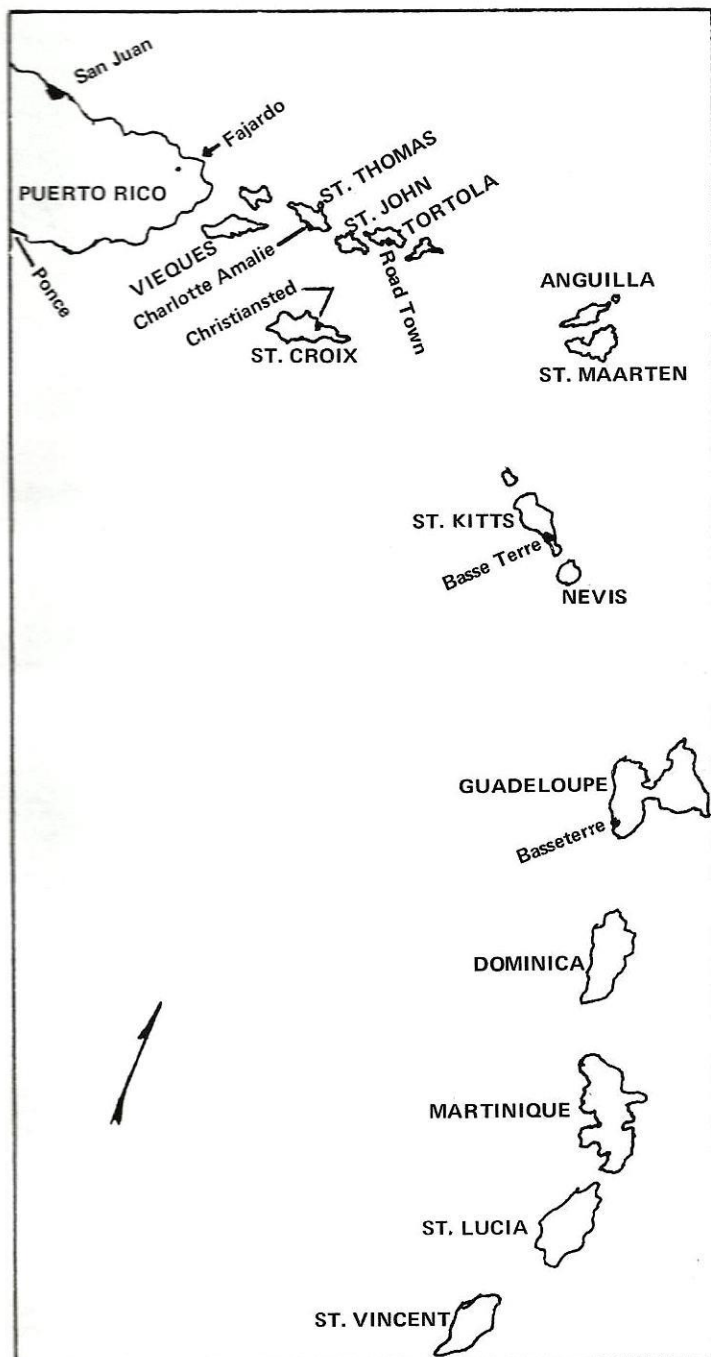 San Juan
Fajardo
PUERTO RICO
Ponce
VIEQUES
Charlotte Amalie
ST. THOMAS
ST. JOHN
TORTOLA
Road Town
Christiansted
ST. CROIX
ANGUILLA
ST. MAARTEN
ST. KITTS
Basse Terre
NEVIS
GUADELOUPE
Basseterre
DOMINICA
MARTINIQUE
ST. LUCIA
ST. VINCENT